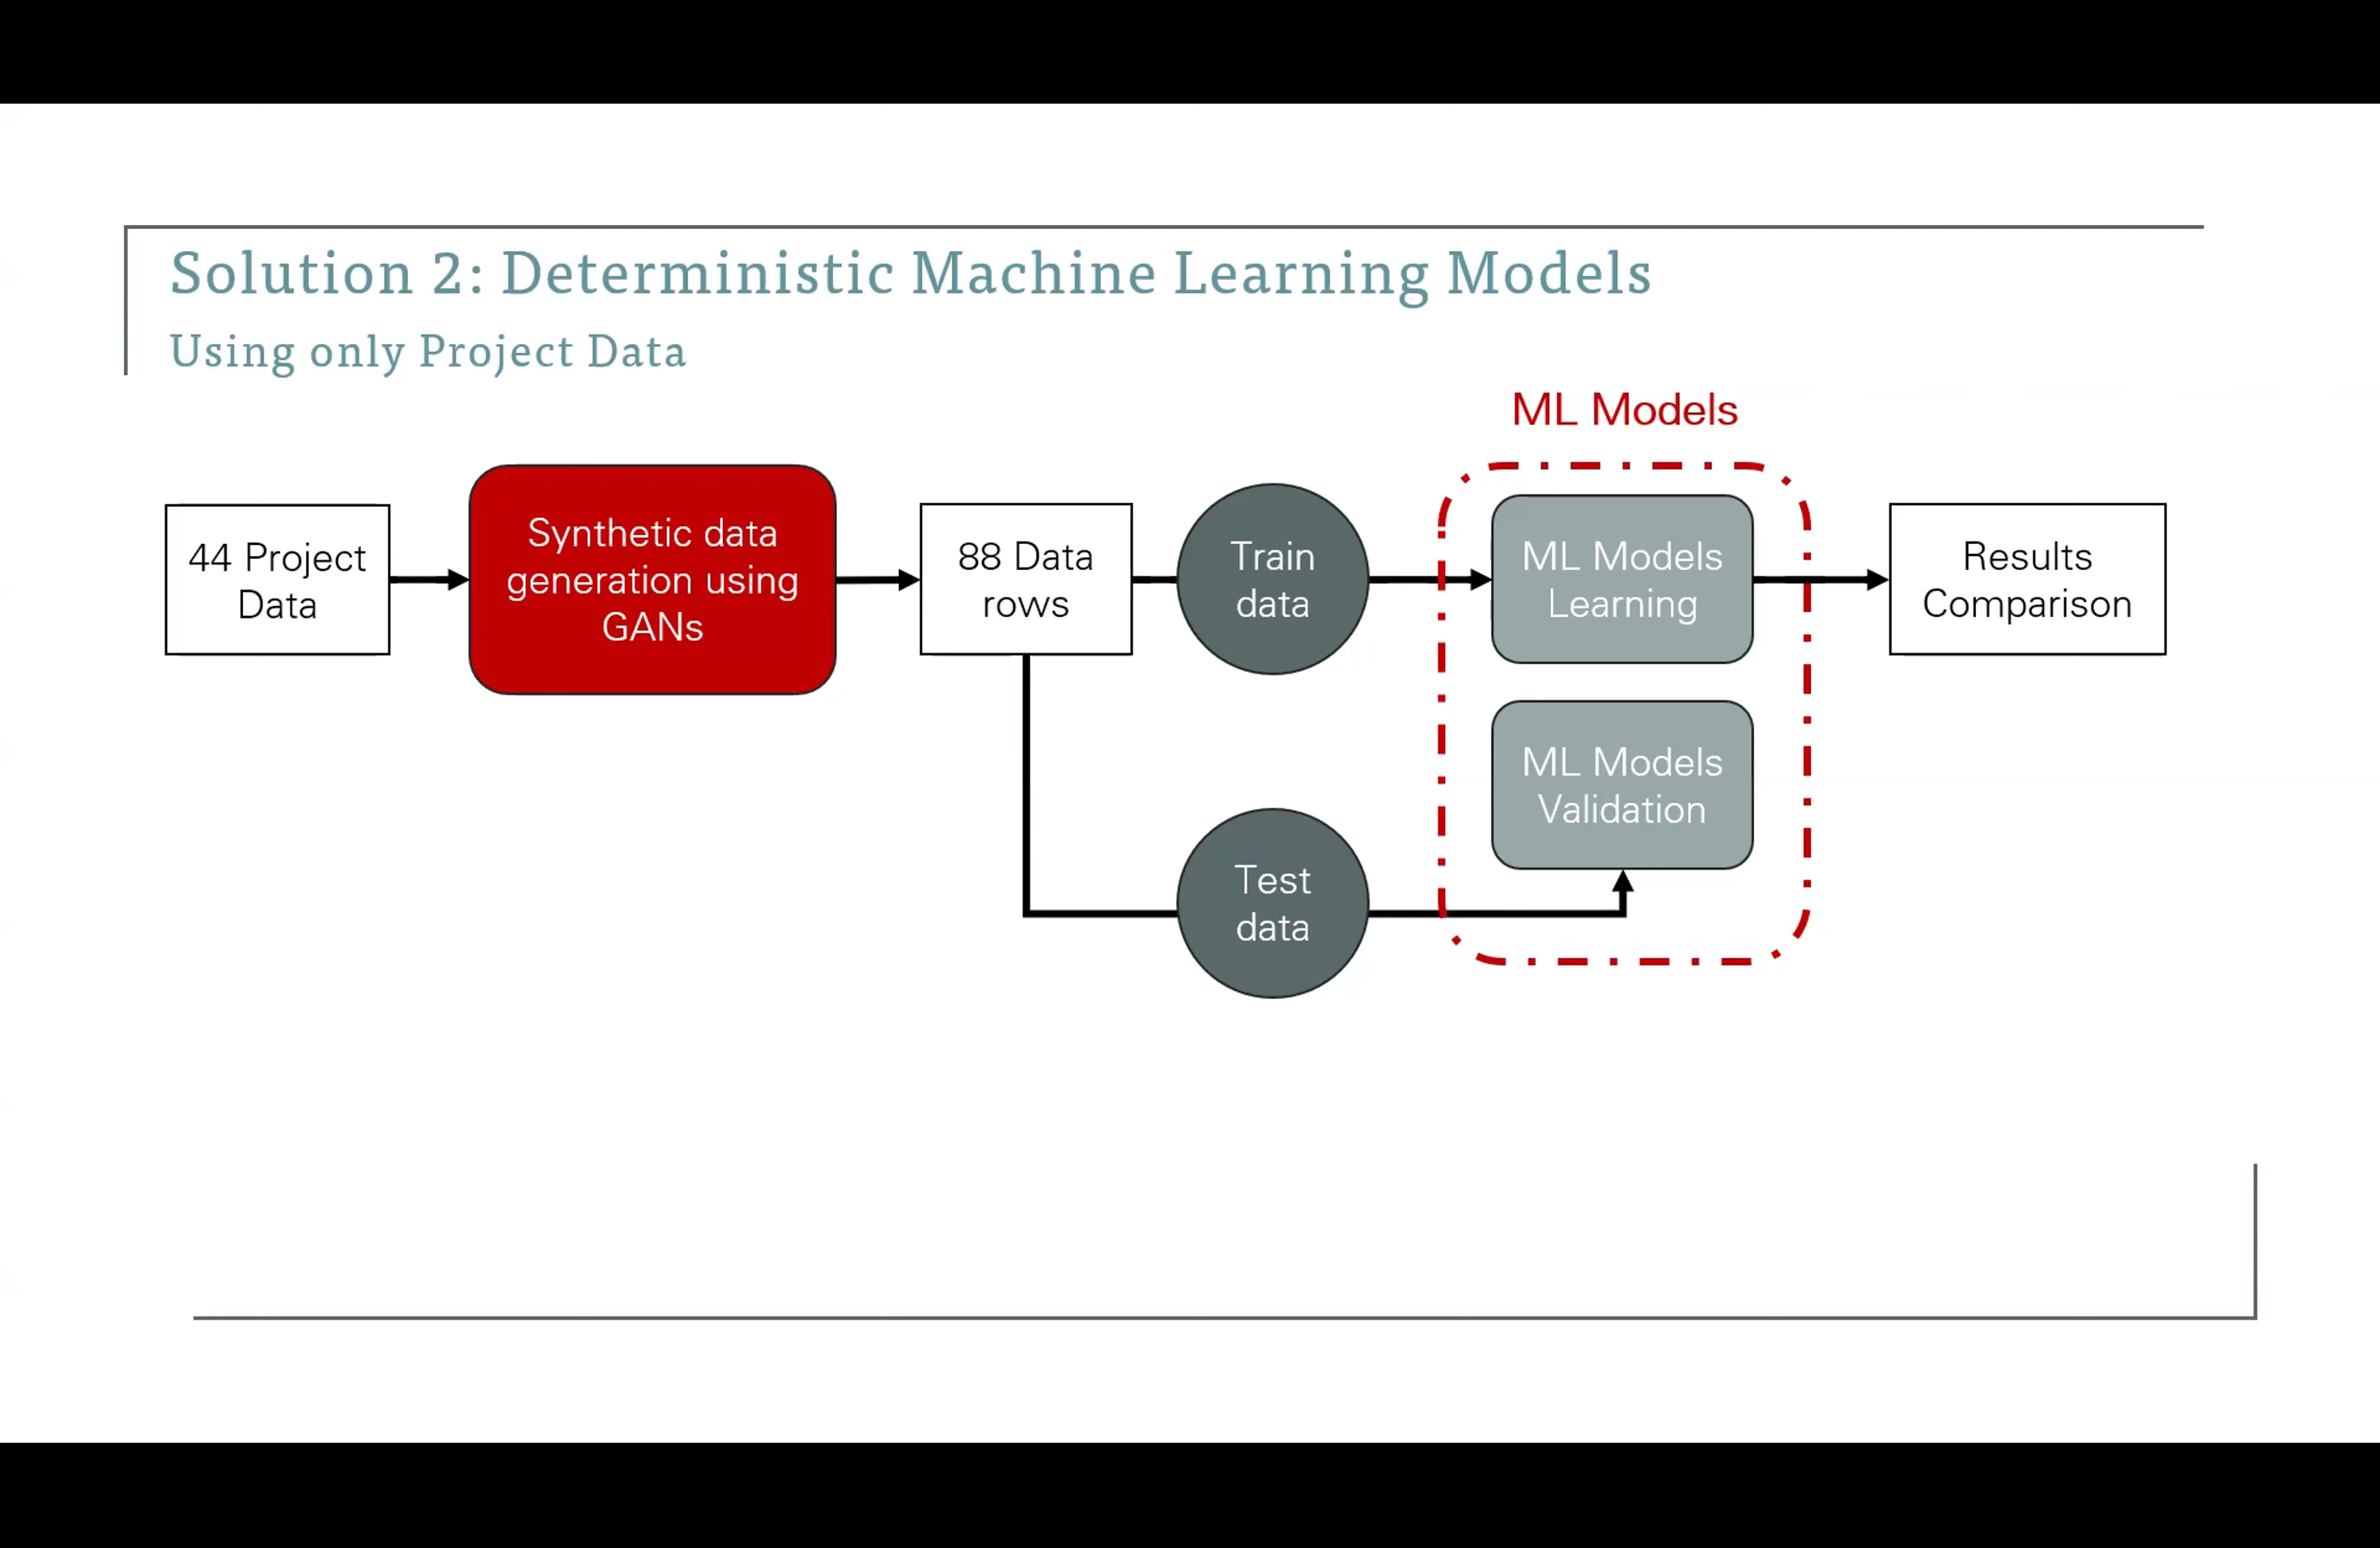 Solution 2: Deterministic Machine Learning Models
Using only Project Data
ML Models
44 Project
Data
Synthetic data
generation using
GANs
88 Data
rows
Train
data
ML Models
Learning
Results
Comparison
ML Models
Validation
Test
data